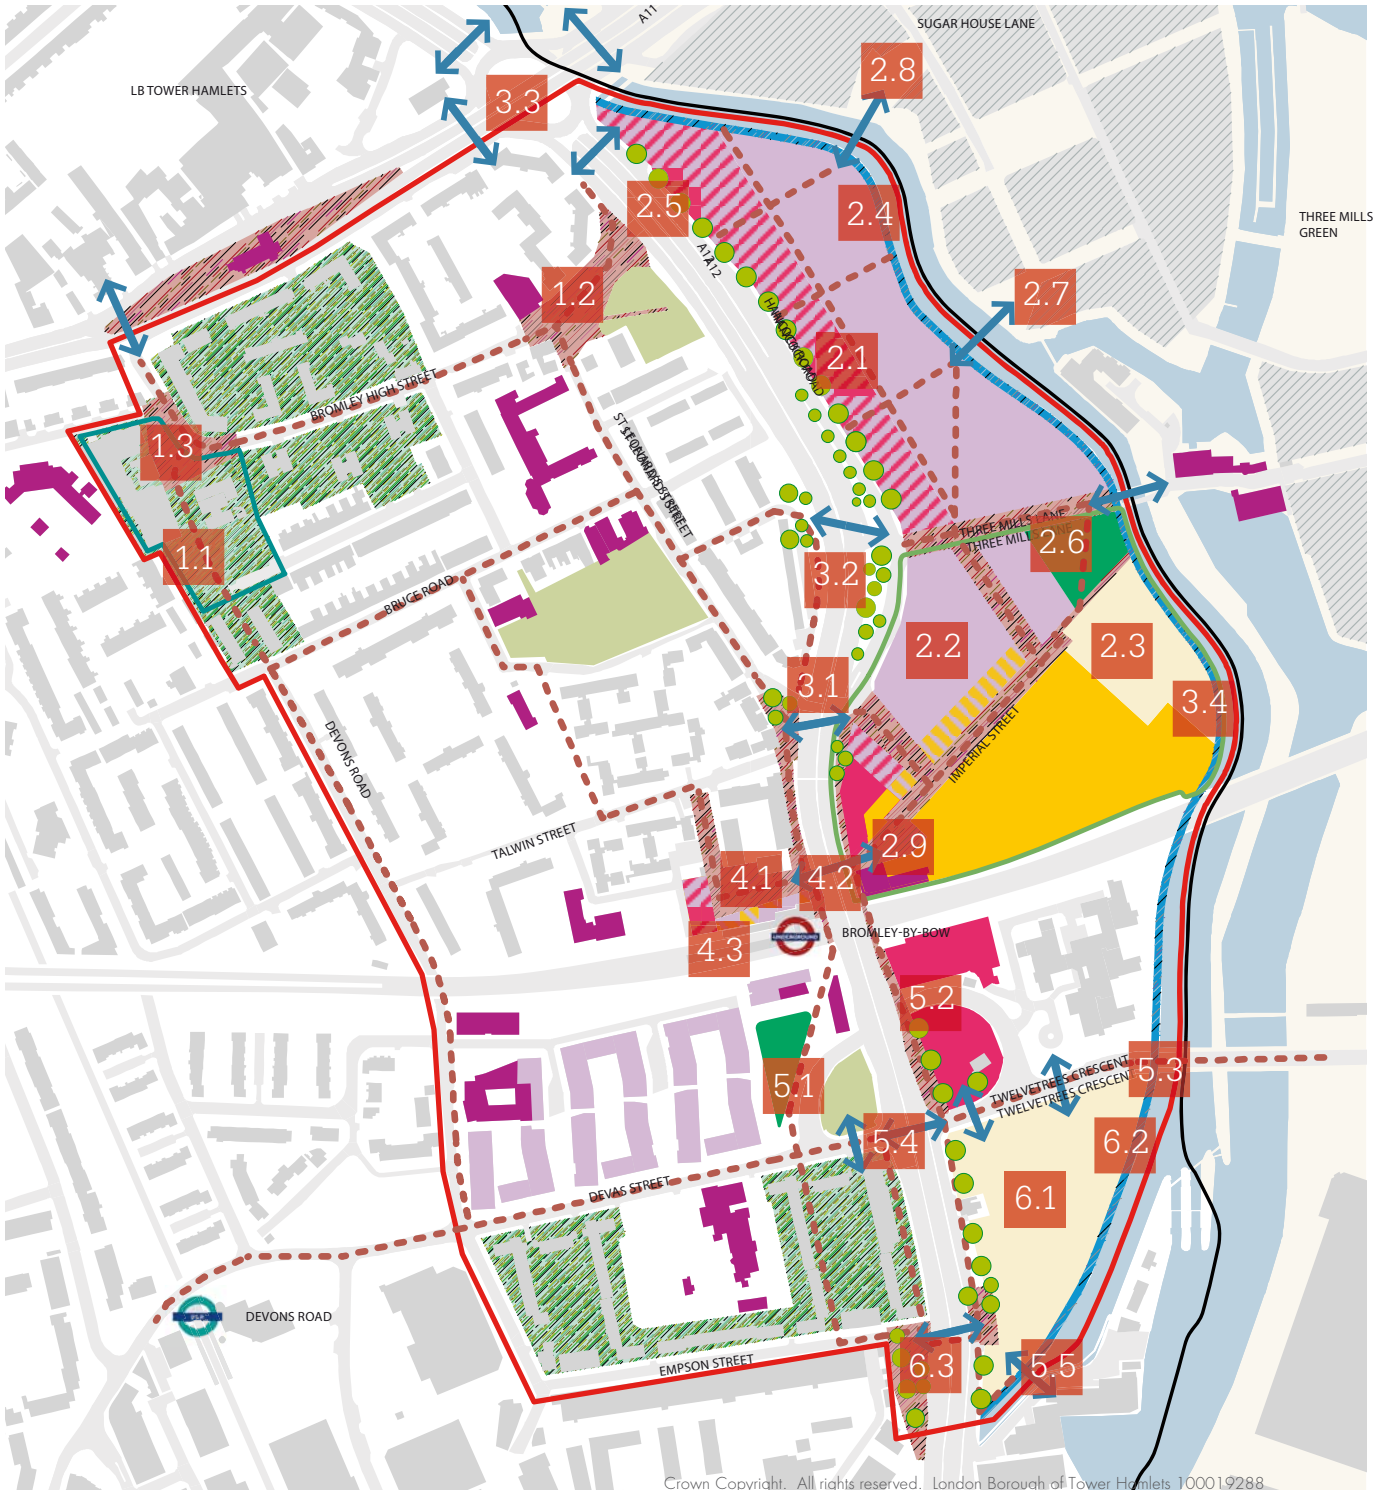 A11
SUGAR HOUSE LANE
2.8
LB TOWER HAMLETS
3.3
2.5
2.4
THREE MILLS
GREEN
A12
1.2
2.7
HANCOCK ROAD
2.1
BROMLEY HIGH STREET
1.3
ST LEONARDS STREET
1.1
THREE MILLS LANE
THREE MILLS LANE
2.6
3.2
BRUCE ROAD
2.2
2.3
3.1
3.4
DEVONS ROAD
IMPERIAL STREET
TALWIN STREET
2.9
4.1
4.2
UNDERGROUND
BROMLEY-BY-BOW
4.3
5.2
5.1
TWELVETREES CRESCENT
TWELVETREES CRESCENT
5.3
5.4
6.2
DEVAS STREET
6.1
DLR
DEVONS ROAD
EMPSON STREET
6.3
5.5
Crown Copyright. All rights reserved. London Borough of Tower Hamlets 100019288